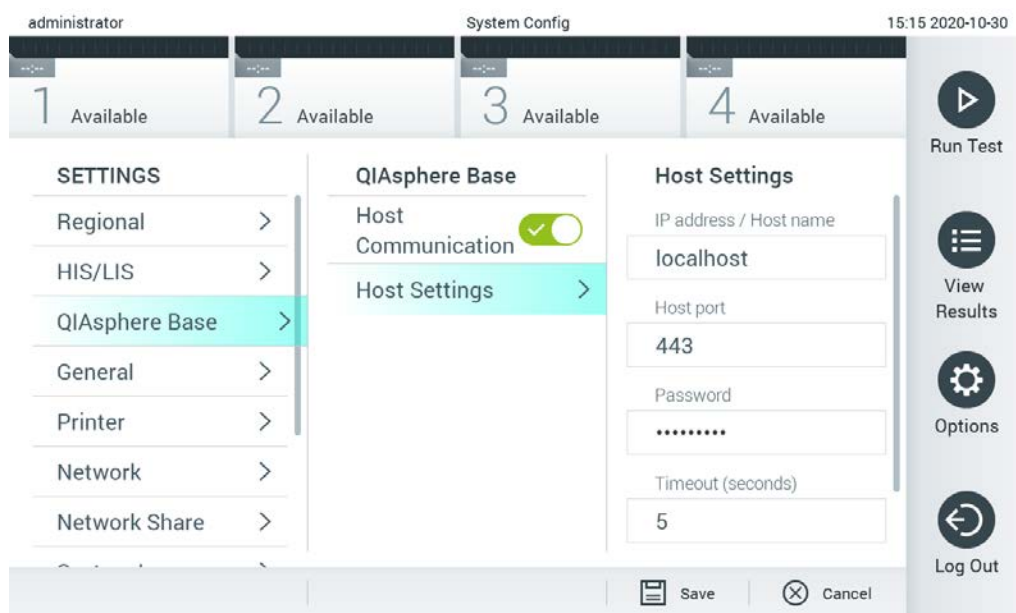 administrator
System Config
15:15 2020-10-30
--:--
--:--
--:--
--:--
1 Available
2 Available
3 Available
4 Available
Run Test
View
Results
Options
Log Out
SETTINGS
Regional
HIS/LIS
QIAsphere Base
General
Printer
Network
Network Share
QIAsphere Base
Host
Communication
Host Settings
Host Settings
IP address / Host name
localhost
Host port
443
Password
•••••••••
Timeout (seconds)
5
Save
Cancel